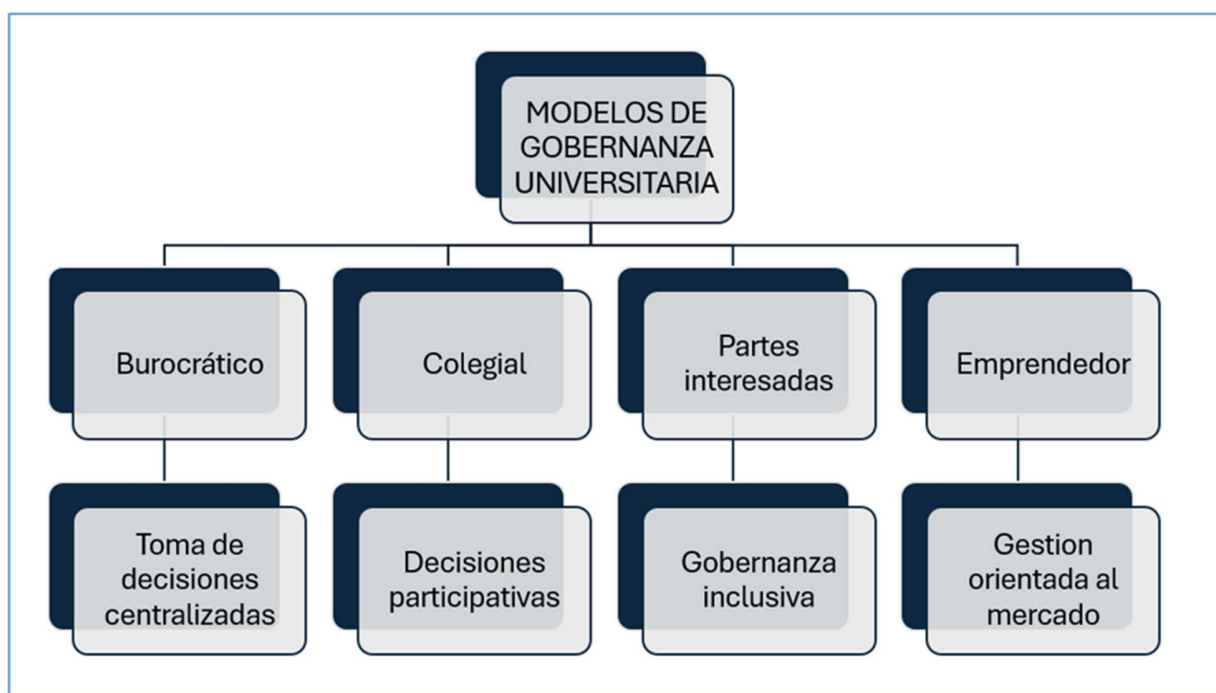 MODELOS DE
GOBERNANZA
UNIVERSITARIA
Burocrático
Colegial
Partes
interesadas
Emprendedor
Toma de
decisiones
centralizadas
Decisiones
participativas
Gobernanza
inclusiva
Gestion
orientada al
mercado